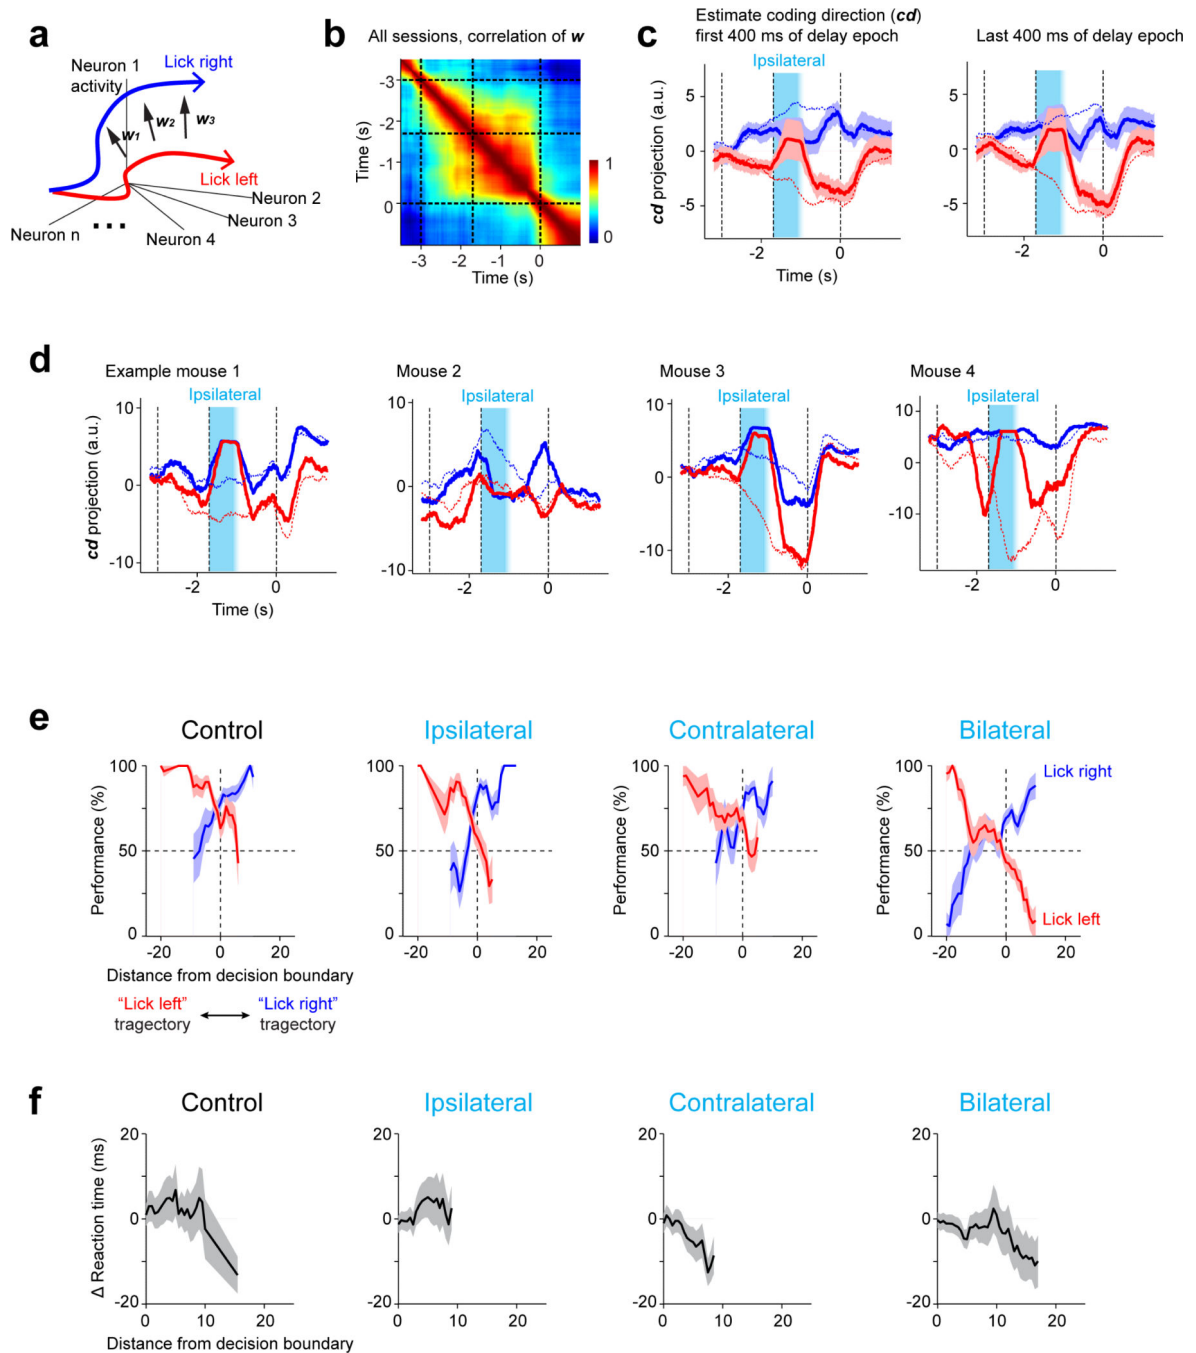 a
Neuron 1
activity
Lick right
w1
w2
w3
Lick left
Neuron 2
Neuron 3
Neuron 4
Neuron n
...
b
All sessions, correlation of w
Time (s)
-3
-2
-1
0
-3 -2 -1 0
Time (s)
1
0
c
Estimate coding direction (cd)
first 400 ms of delay epoch
Last 400 ms of delay epoch
Ipsilateral
cd projection (a.u.)
5
0
-5
-2 0
Time (s)
5
0
-5
-2 0
d
Example mouse 1
Ipsilateral
cd projection (a.u.)
10
0
-10
-2 0
Time (s)
Mouse 2
Ipsilateral
10
0
-10
-2 0
Mouse 3
Ipsilateral
10
0
-10
-2 0
Mouse 4
Ipsilateral
10
0
-10
-2 0
e
Control
Performance (%)
100
50
0
-20 0 20
Distance from decision boundary
"Lick left"
tragectory
"Lick right"
tragectory
Ipsilateral
Performance (%)
100
50
0
-20 0 20
Contralateral
Performance (%)
100
50
0
-20 0 20
Bilateral
Performance (%)
100
50
0
-20 0 20
Lick right
Lick left
f
Control
Δ Reaction time (ms)
20
0
-20
0 10 20
Distance from decision boundary
Ipsilateral
20
0
-20
0 10 20
Contralateral
20
0
-20
0 10 20
Bilateral
20
0
-20
0 10 20